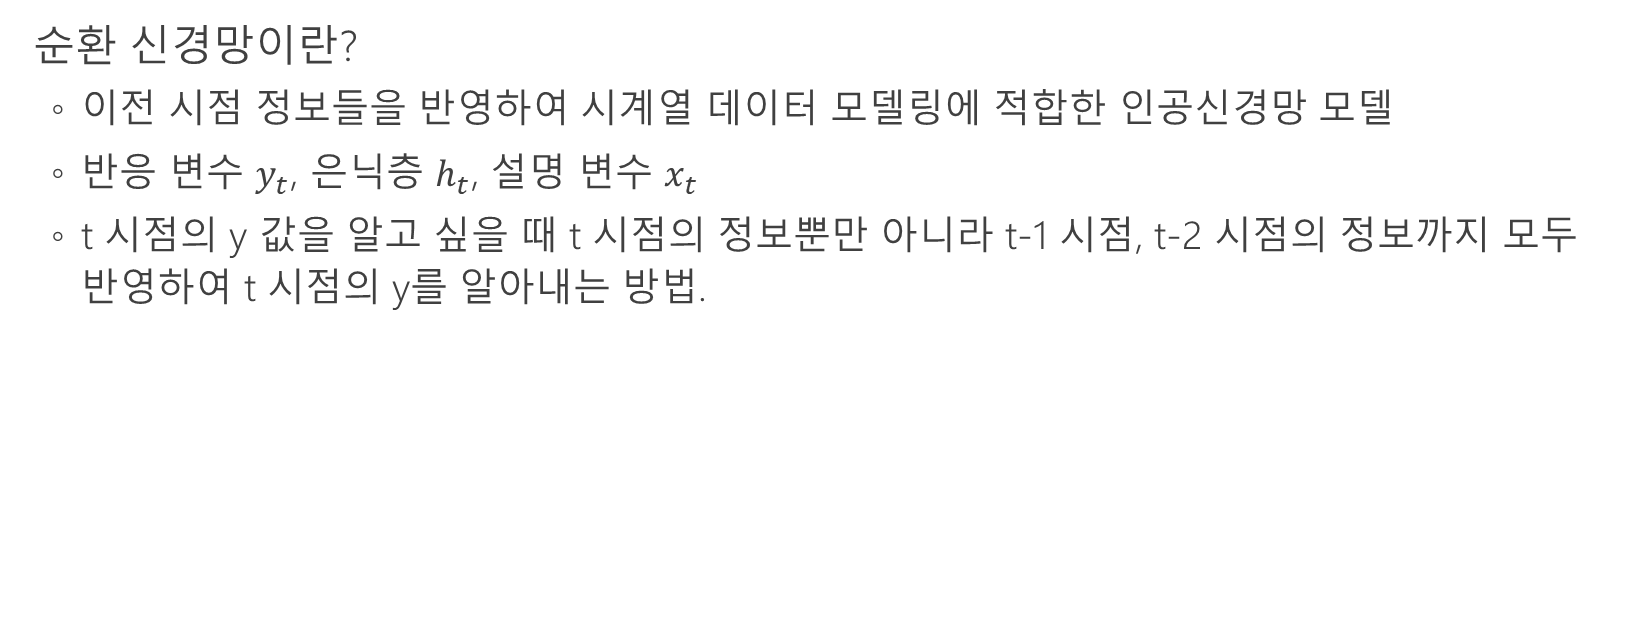 순환 신경망이란?
◦ 이전 시점 정보들을 반영하여 시계열 데이터 모델링에 적합한 인공신경망 모델
◦ 반응 변수 𝑦𝑡, 은닉층 ℎ𝑡, 설명 변수 𝑥𝑡
◦ t 시점의 y 값을 알고 싶을 때 t 시점의 정보뿐만 아니라 t-1 시점, t-2 시점의 정보까지 모두
반영하여 t 시점의 y를 알아내는 방법.